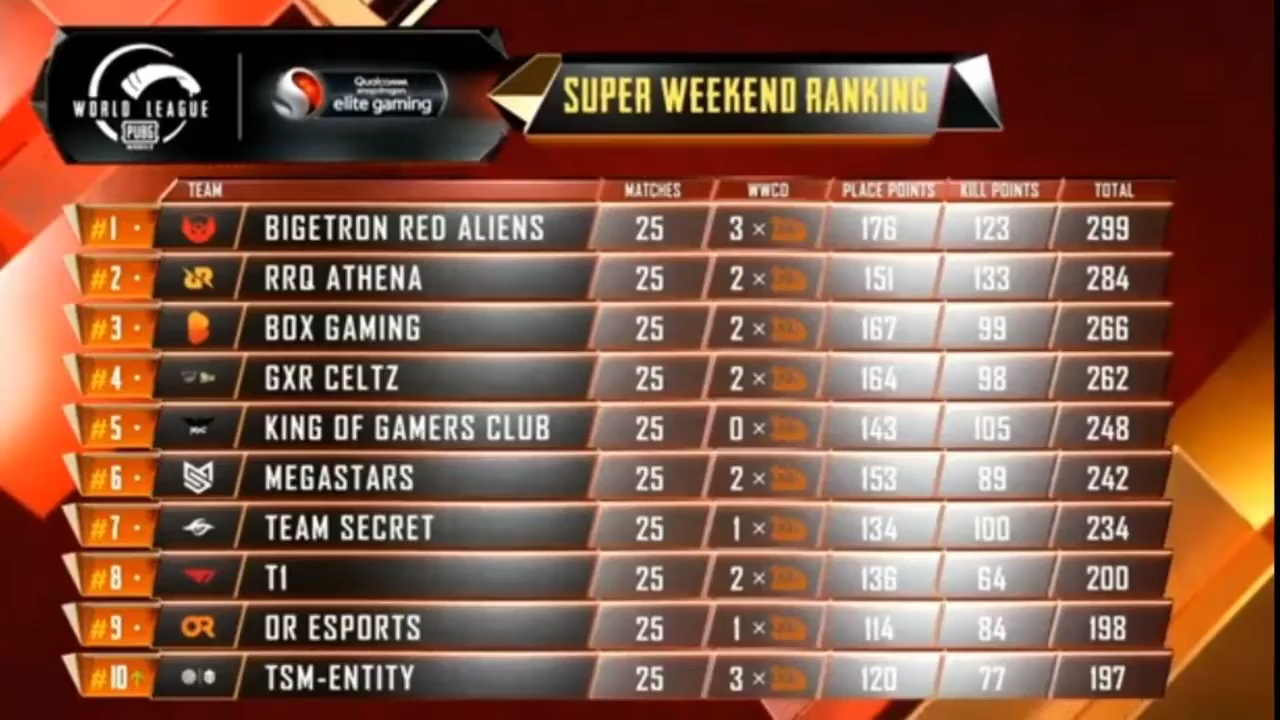 WORLD LEAGUE
PUBG
MOBILE
Qualcomm
snapdragon
elite gaming
SUPER WEEKEND RANKING
TEAM MATCHES WWCD PLACE POINTS KILL POINTS TOTAL
#1 BIGETRON RED ALIENS 25 3 × 176 123 299
#2 RRQ ATHENA 25 2 × 151 133 284
#3 BOX GAMING 25 2 × 167 99 266
#4 GXR CELTZ 25 2 × 164 98 262
#5 KING OF GAMERS CLUB 25 0 × 143 105 248
#6 MEGASTARS 25 2 × 153 89 242
#7 TEAM SECRET 25 1 × 134 100 234
#8 T1 25 2 × 136 64 200
#9 OR OR ESPORTS 25 1 × 114 84 198
#10 TSM-ENTITY 25 3 × 120 77 197